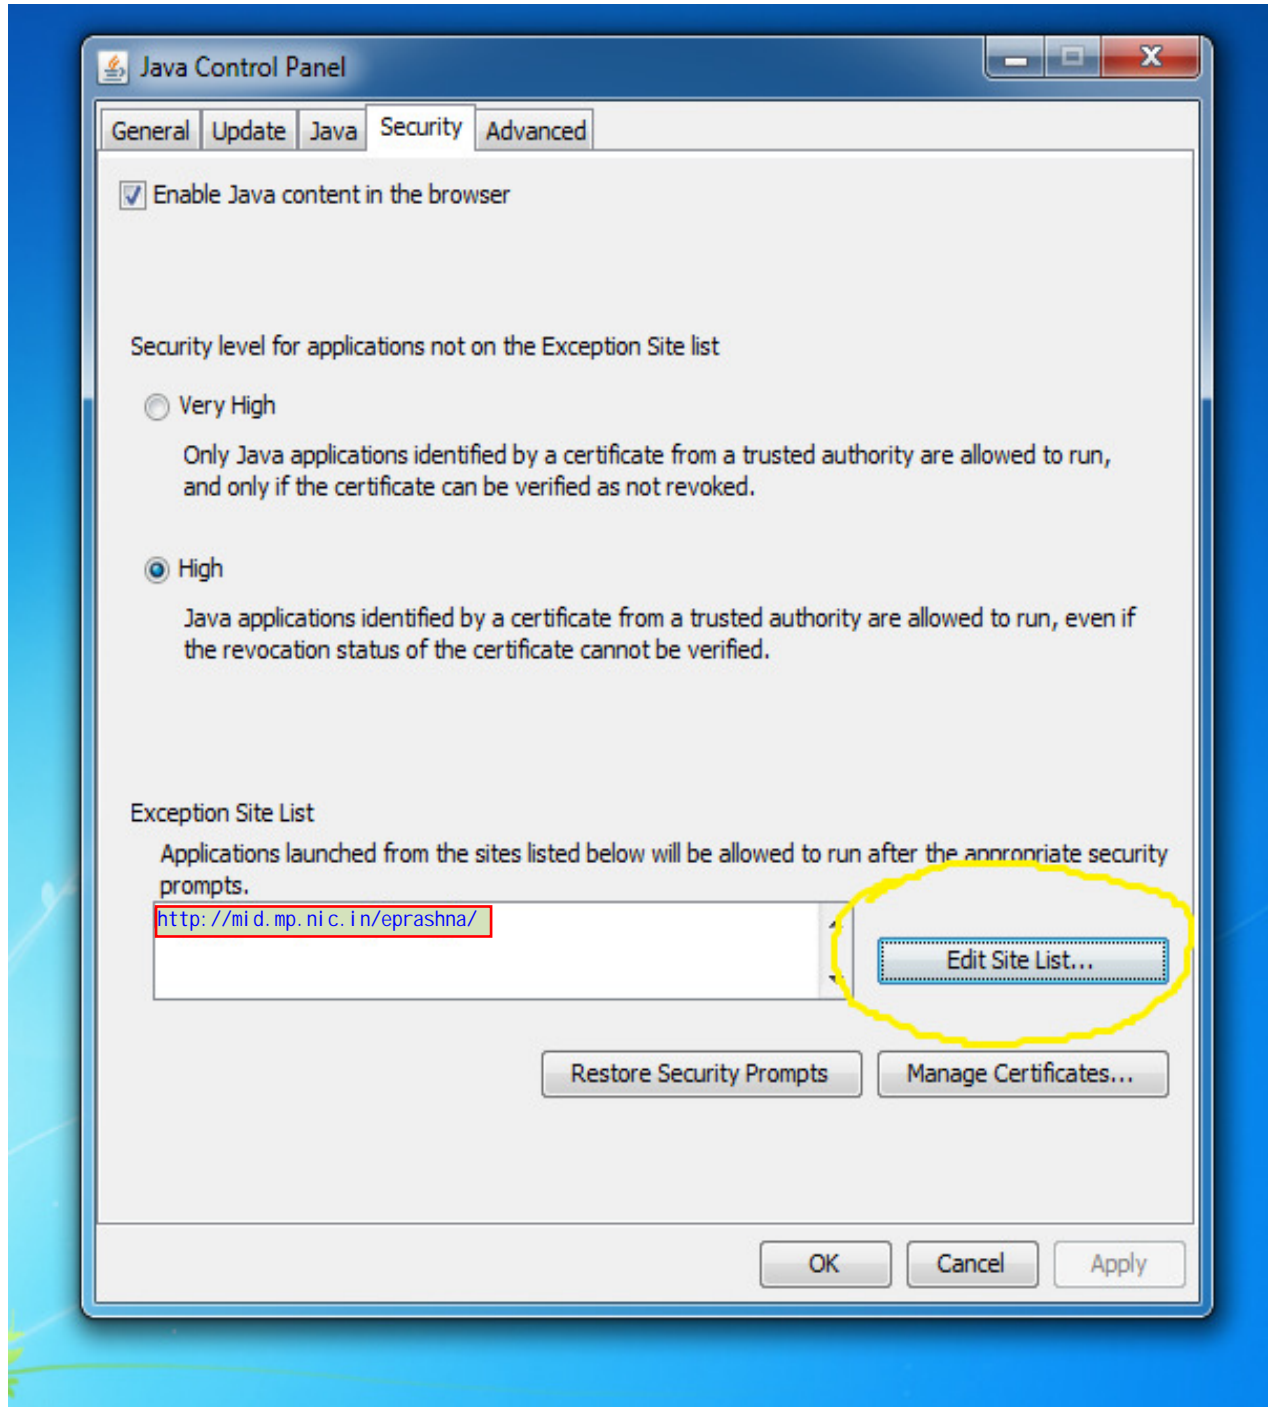 Java Control Panel
General Update Java Security Advanced
Enable Java content in the browser
Security level for applications not on the Exception Site list
Very High
Only Java applications identified by a certificate from a trusted authority are allowed to run,
and only if the certificate can be verified as not revoked.
High
Java applications identified by a certificate from a trusted authority are allowed to run, even if
the revocation status of the certificate cannot be verified.
Exception Site List
Applications launched from the sites listed below will be allowed to run after the appropriate security
prompts.
http://mid.mp.nic.in/eprashna/
Edit Site List...
Restore Security Prompts Manage Certificates...
OK Cancel Apply